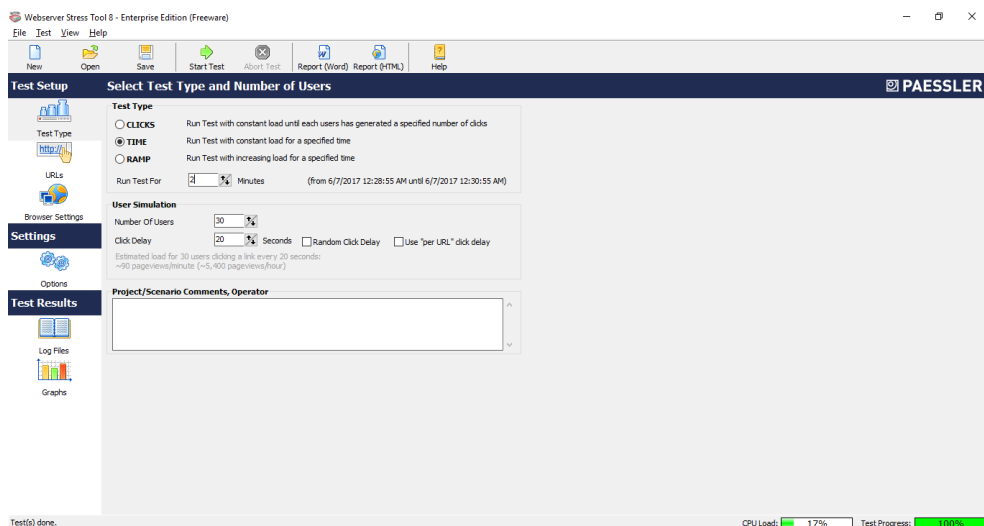 Webserver Stress Tool 8 - Enterprise Edition (Freeware)
File Test View Help
New Open Save Start Test Abort Test Report (Word) Report (HTML) Help
Test Setup
Select Test Type and Number of Users
PAESSLER
Test Type
http://
URLs
Browser Settings
Settings
Options
Test Results
Log Files
Graphs
Test Type
CLICKS Run Test with constant load until each users has generated a specified number of clicks
TIME Run Test with constant load for a specified time
RAMP Run Test with increasing load for a specified time
Run Test For 2 Minutes (from 6/7/2017 12:28:55 AM until 6/7/2017 12:30:55 AM)
User Simulation
Number Of Users 30
Click Delay 20 Seconds Random Click Delay Use "per URL" click delay
Estimated load for 30 users clicking a link every 20 seconds:
~90 pageviews/minute (~5,400 pageviews/hour)
Project/Scenario Comments, Operator
Test(s) done.
CPU Load: 17% Test Progress: 100%